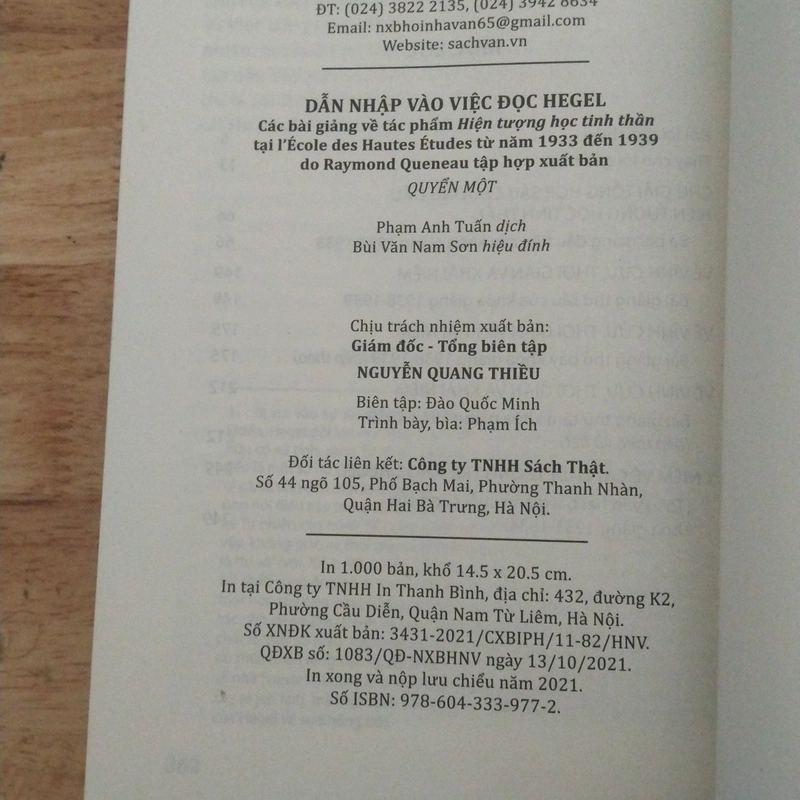 ĐT: (024) 3822 2135, (024) 3942 8634
Email: nxbhoinhavan65@gmail.com
Website: sachvan.vn
DẪN NHẬP VÀO VIỆC ĐỌC HEGEL
Các bài giảng về tác phẩm Hiện tượng học tinh thần
tại l'École des Hautes Études từ năm 1933 đến 1939
do Raymond Queneau tập hợp xuất bản
QUYỂN MỘT
Phạm Anh Tuấn dịch
Bùi Văn Nam Sơn hiệu đính
Chịu trách nhiệm xuất bản:
Giám đốc - Tổng biên tập
NGUYỄN QUANG THIỀU
Biên tập: Đào Quốc Minh
Trình bày, bìa: Phạm Ích
Đối tác liên kết: Công ty TNHH Sách Thật.
Số 44 ngõ 105, Phố Bạch Mai, Phường Thanh Nhàn,
Quận Hai Bà Trưng, Hà Nội.
In 1.000 bản, khổ 14.5 x 20.5 cm.
In tại Công ty TNHH In Thanh Bình, địa chỉ: 432, đường K2,
Phường Cầu Diễn, Quận Nam Từ Liêm, Hà Nội.
Số XNĐK xuất bản: 3431-2021/CXBIPH/11-82/HNV.
QĐXB số: 1083/QĐ-NXBHNV ngày 13/10/2021.
In xong và nộp lưu chiểu năm 2021.
Số ISBN: 978-604-333-977-2.